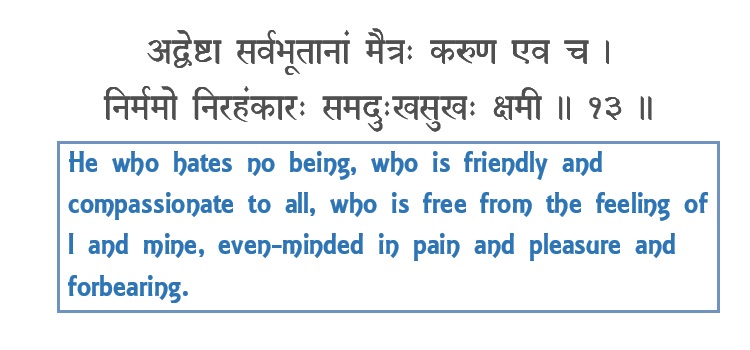 अद्वेष्टा सर्वभूतानां मैत्रः करुण एव च ।
निर्ममो निरहंकारः समदुःखसुखः क्षमी ॥ १३ ॥
He who hates no being, who is friendly and
compassionate to all, who is free from the feeling of
I and mine, even-minded in pain and pleasure and
forbearing.